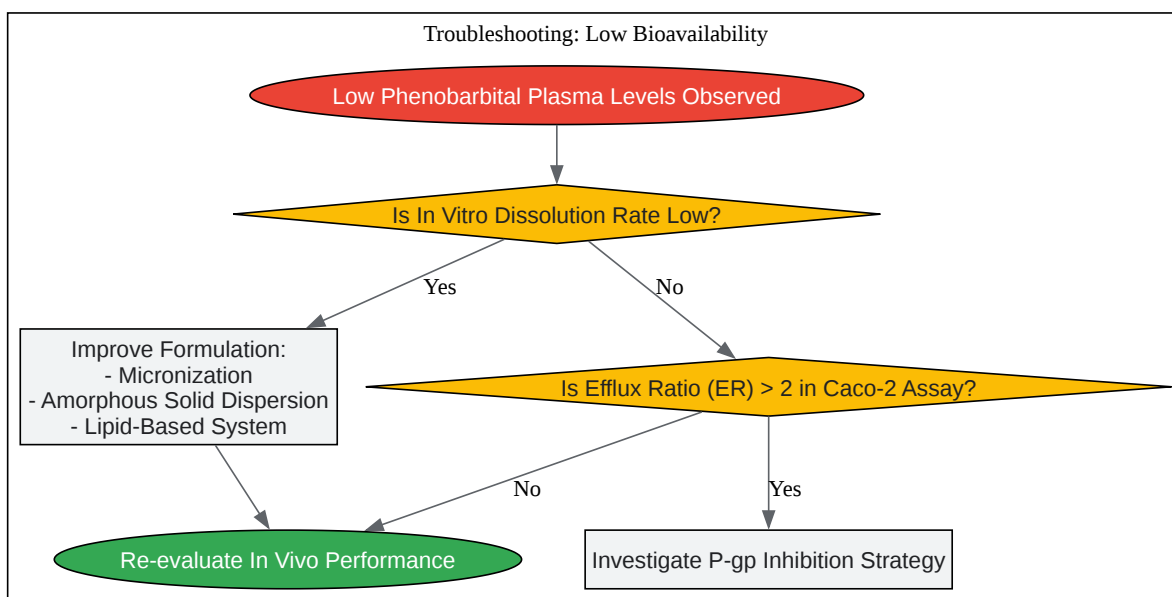 Troubleshooting: Low Bioavailability
Low Phenobarbital Plasma Levels Observed
Is In Vitro Dissolution Rate Low?
Yes
No
Improve Formulation:
- Micronization
- Amorphous Solid Dispersion
- Lipid-Based System
Is Efflux Ratio (ER) > 2 in Caco-2 Assay?
No
Yes
Re-evaluate In Vivo Performance
Investigate P-gp Inhibition Strategy